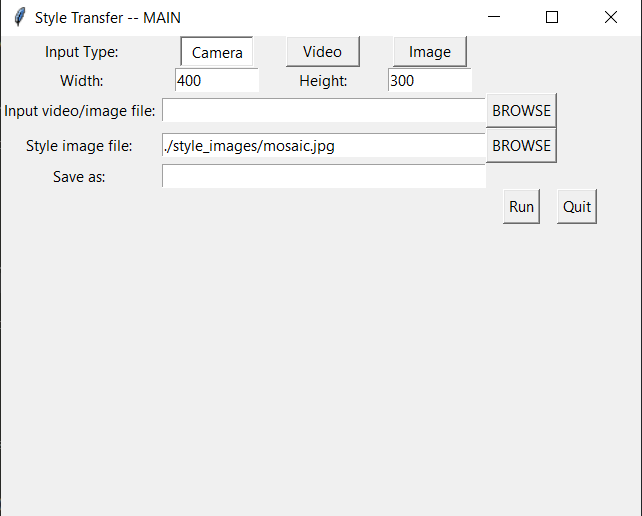 Style Transfer -- MAIN
Input Type: Camera Video Image
Width: 400 Height: 300
Input video/image file: BROWSE
Style image file: ./style_images/mosaic.jpg BROWSE
Save as:
Run Quit